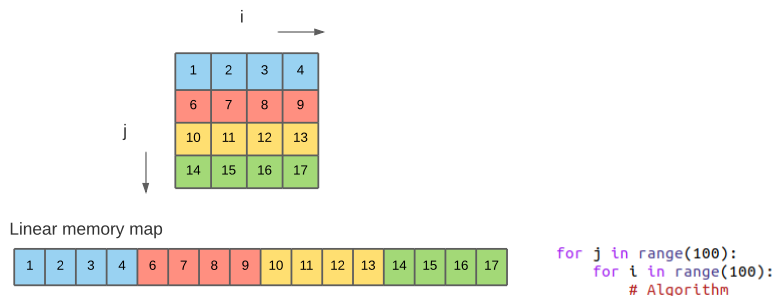 i
1 2 3 4
6 7 8 9
j
10 11 12 13
14 15 16 17
Linear memory map
1 2 3 4 6 7 8 9 10 11 12 13 14 15 16 17
for j in range(100):
for i in range(100):
# Algorithm